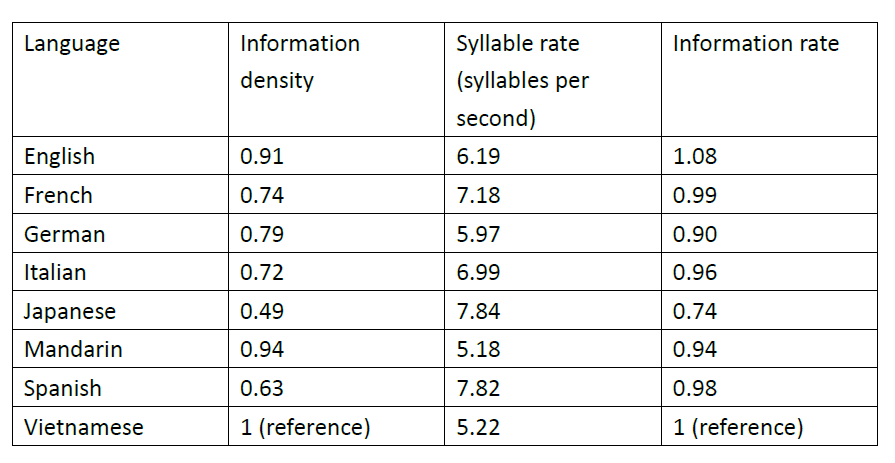 Language Information density Syllable rate (syllables per second) Information rate
English 0.91 6.19 1.08
French 0.74 7.18 0.99
German 0.79 5.97 0.90
Italian 0.72 6.99 0.96
Japanese 0.49 7.84 0.74
Mandarin 0.94 5.18 0.94
Spanish 0.63 7.82 0.98
Vietnamese 1 (reference) 5.22 1 (reference)